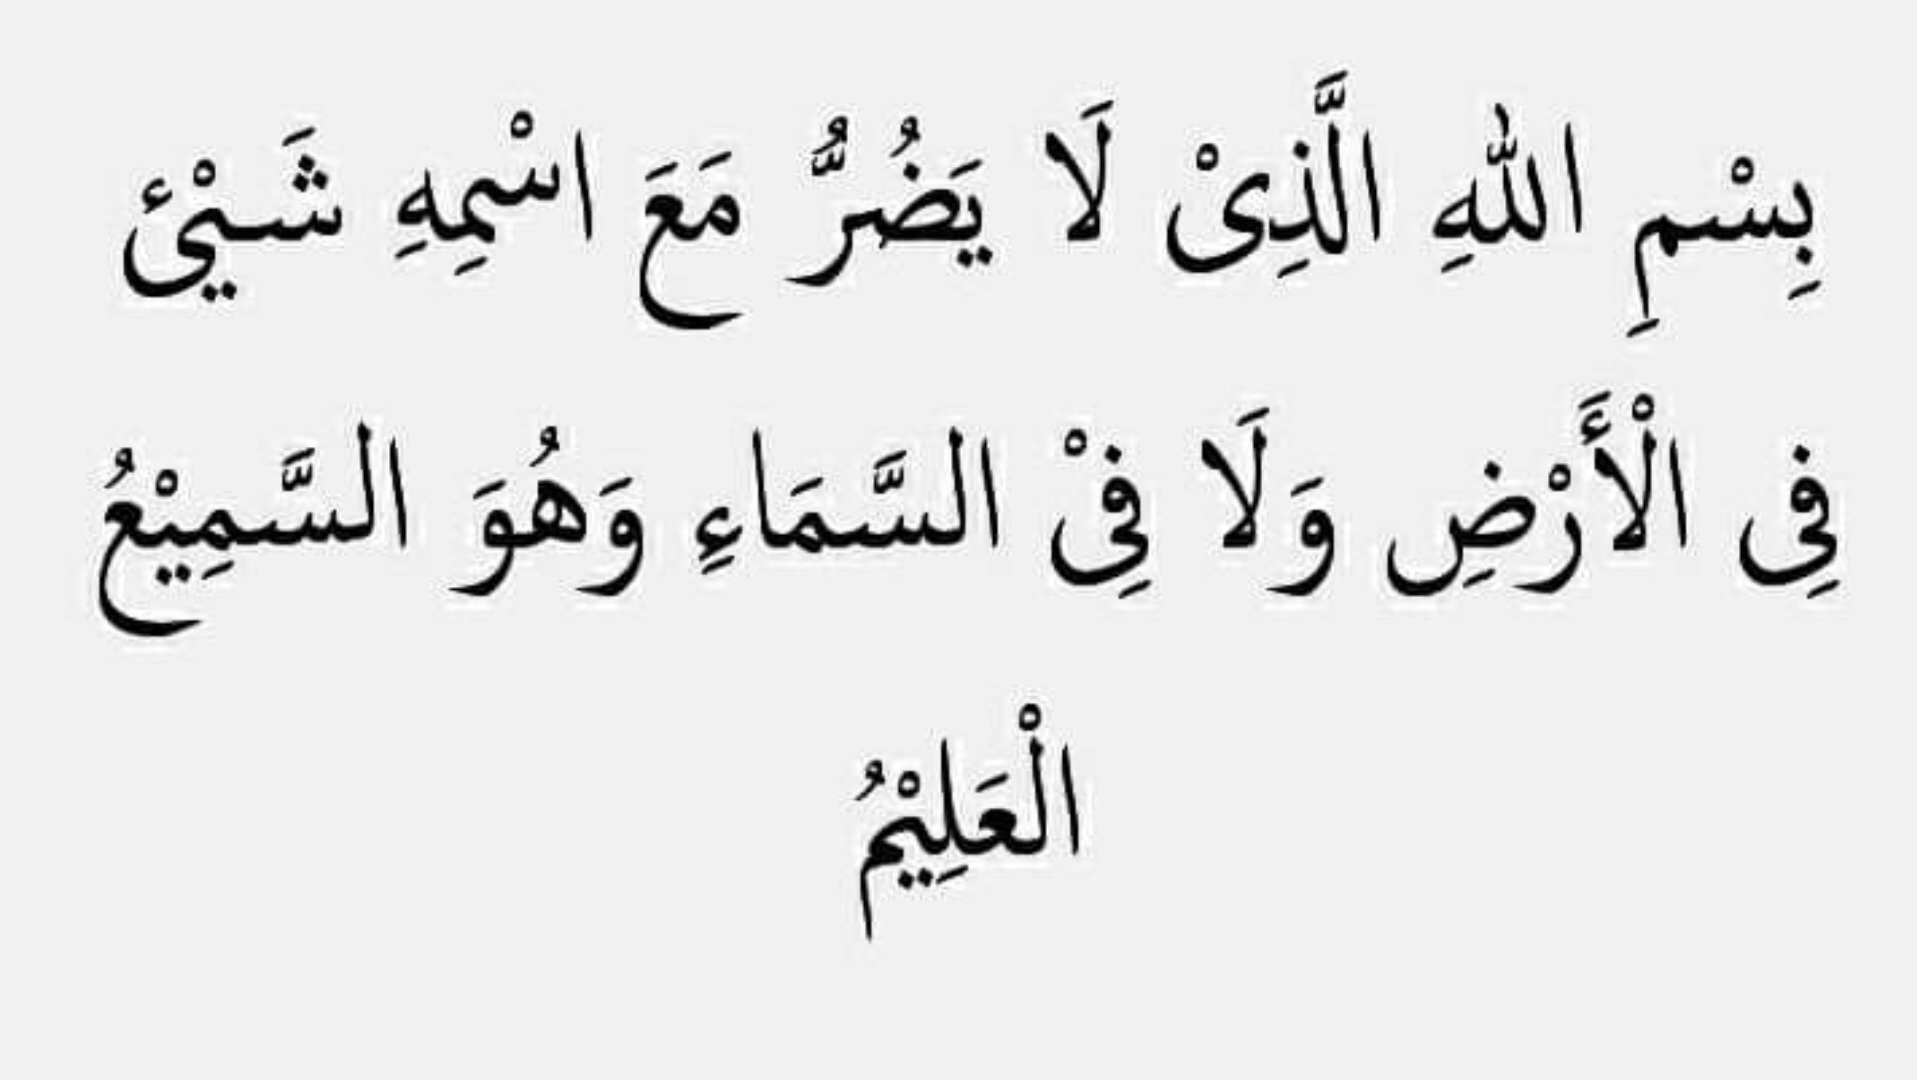 بِسْمِ اللهِ الَّذِىْ لَا يَضُرُّ مَعَ اسْمِهِ شَيْئ
فِى الْأَرْضِ وَلَا فِىْ السَّمَاءِ وَهُوَ السَّمِيْعُ
الْعَلِيْمُ